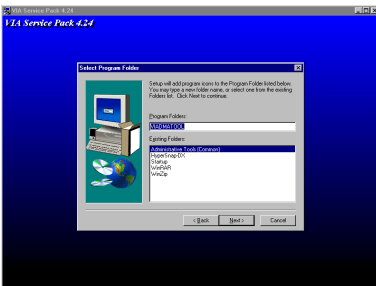 VIA Service Pack 4.24
VIA Service Pack 4.24
Select Program Folder
Setup will add program icons to the Program Folder listed below.
You may type a new folder name, or select one from the existing
Folders list. Click Next to continue.
Program Folders:
VIADMATOOL
Existing Folders:
Administrative Tools (Common)
HyperSnap-DX
Startup
WinRAR
WinZip
< Back
Next >
Cancel